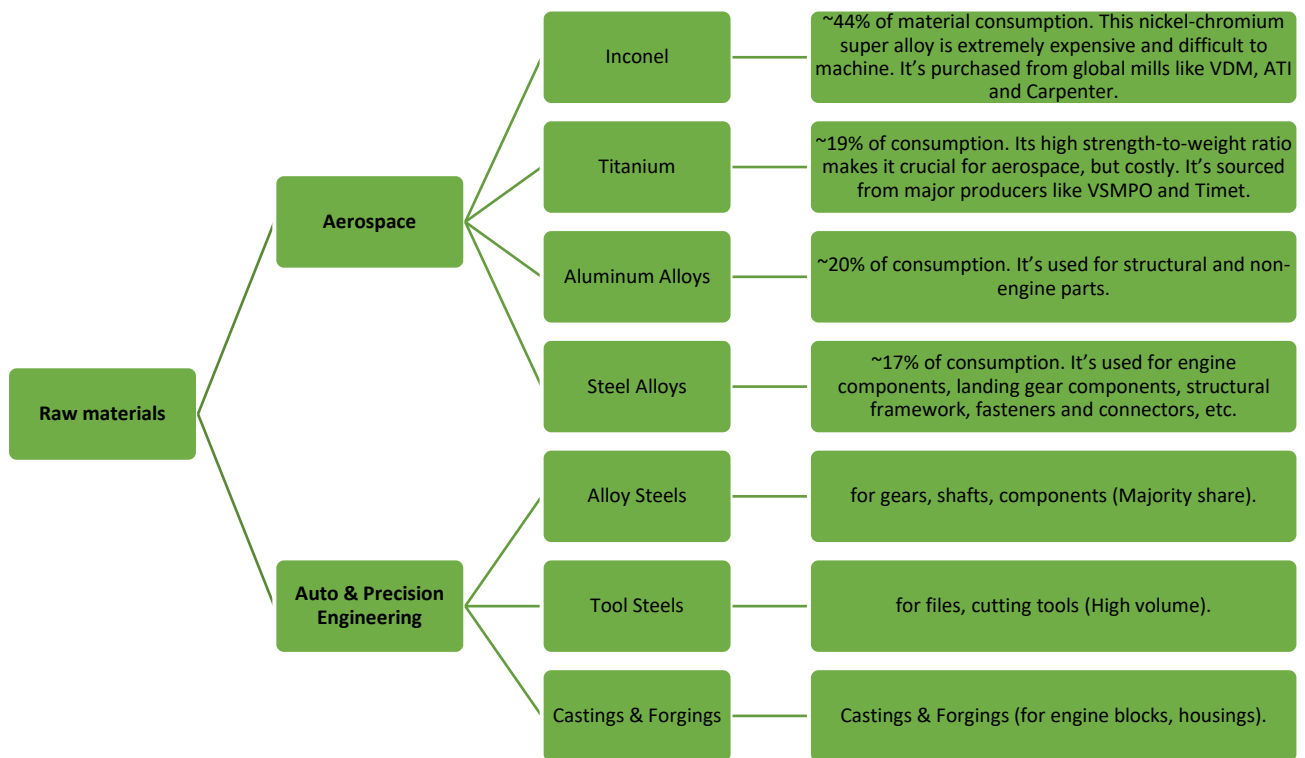 Raw materials
Aerospace
Inconel
~44% of material consumption. This nickel-chromium
super alloy is extremely expensive and difficult to
machine. It’s purchased from global mills like VDM, ATI
and Carpenter.
Titanium
~19% of consumption. Its high strength-to-weight ratio
makes it crucial for aerospace, but costly. It’s sourced
from major producers like VSMPO and Timet.
Aluminum Alloys
~20% of consumption. It’s used for structural and non-
engine parts.
Steel Alloys
~17% of consumption. It’s used for engine
components, landing gear components, structural
framework, fasteners and connectors, etc.
Auto & Precision
Engineering
Alloy Steels
for gears, shafts, components (Majority share).
Tool Steels
for files, cutting tools (High volume).
Castings & Forgings
Castings & Forgings (for engine blocks, housings).